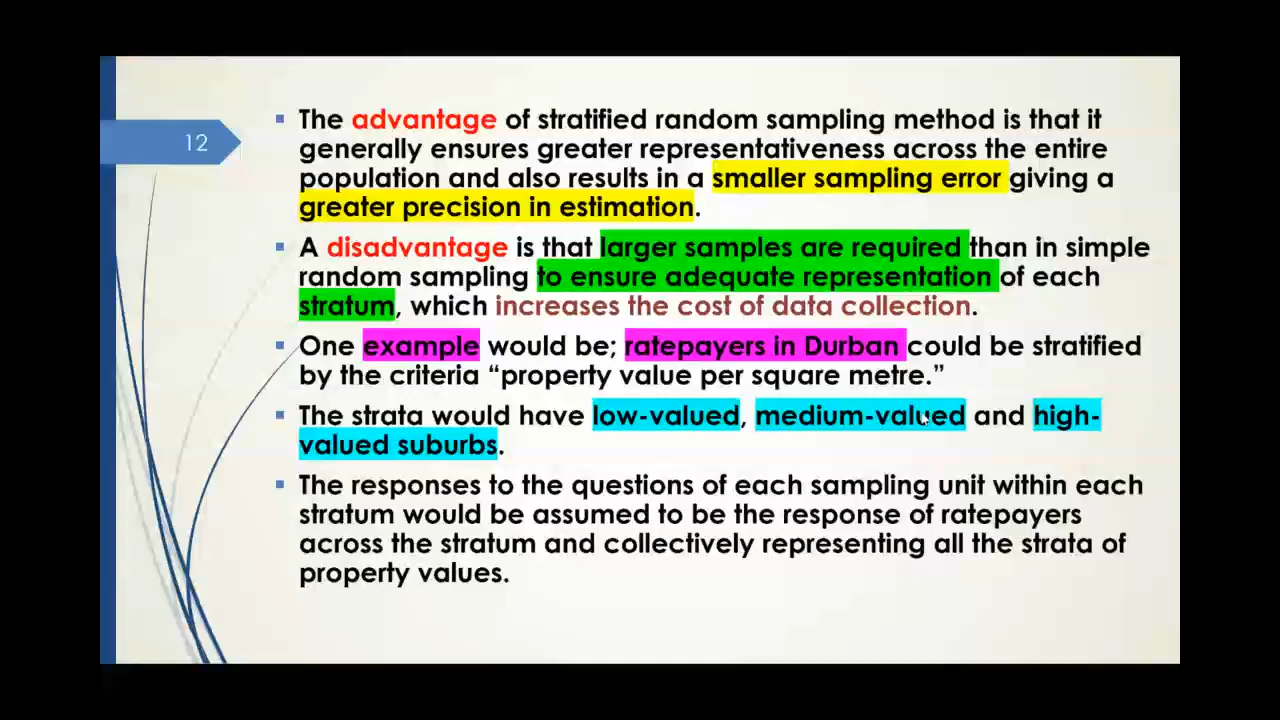 12
▪ The advantage of stratified random sampling method is that it
generally ensures greater representativeness across the entire
population and also results in a smaller sampling error giving a
greater precision in estimation.
▪ A disadvantage is that larger samples are required than in simple
random sampling to ensure adequate representation of each
stratum, which increases the cost of data collection.
▪ One example would be; ratepayers in Durban could be stratified
by the criteria “property value per square metre.”
▪ The strata would have low-valued, medium-valued and high-
valued suburbs.
▪ The responses to the questions of each sampling unit within each
stratum would be assumed to be the response of ratepayers
across the stratum and collectively representing all the strata of
property values.